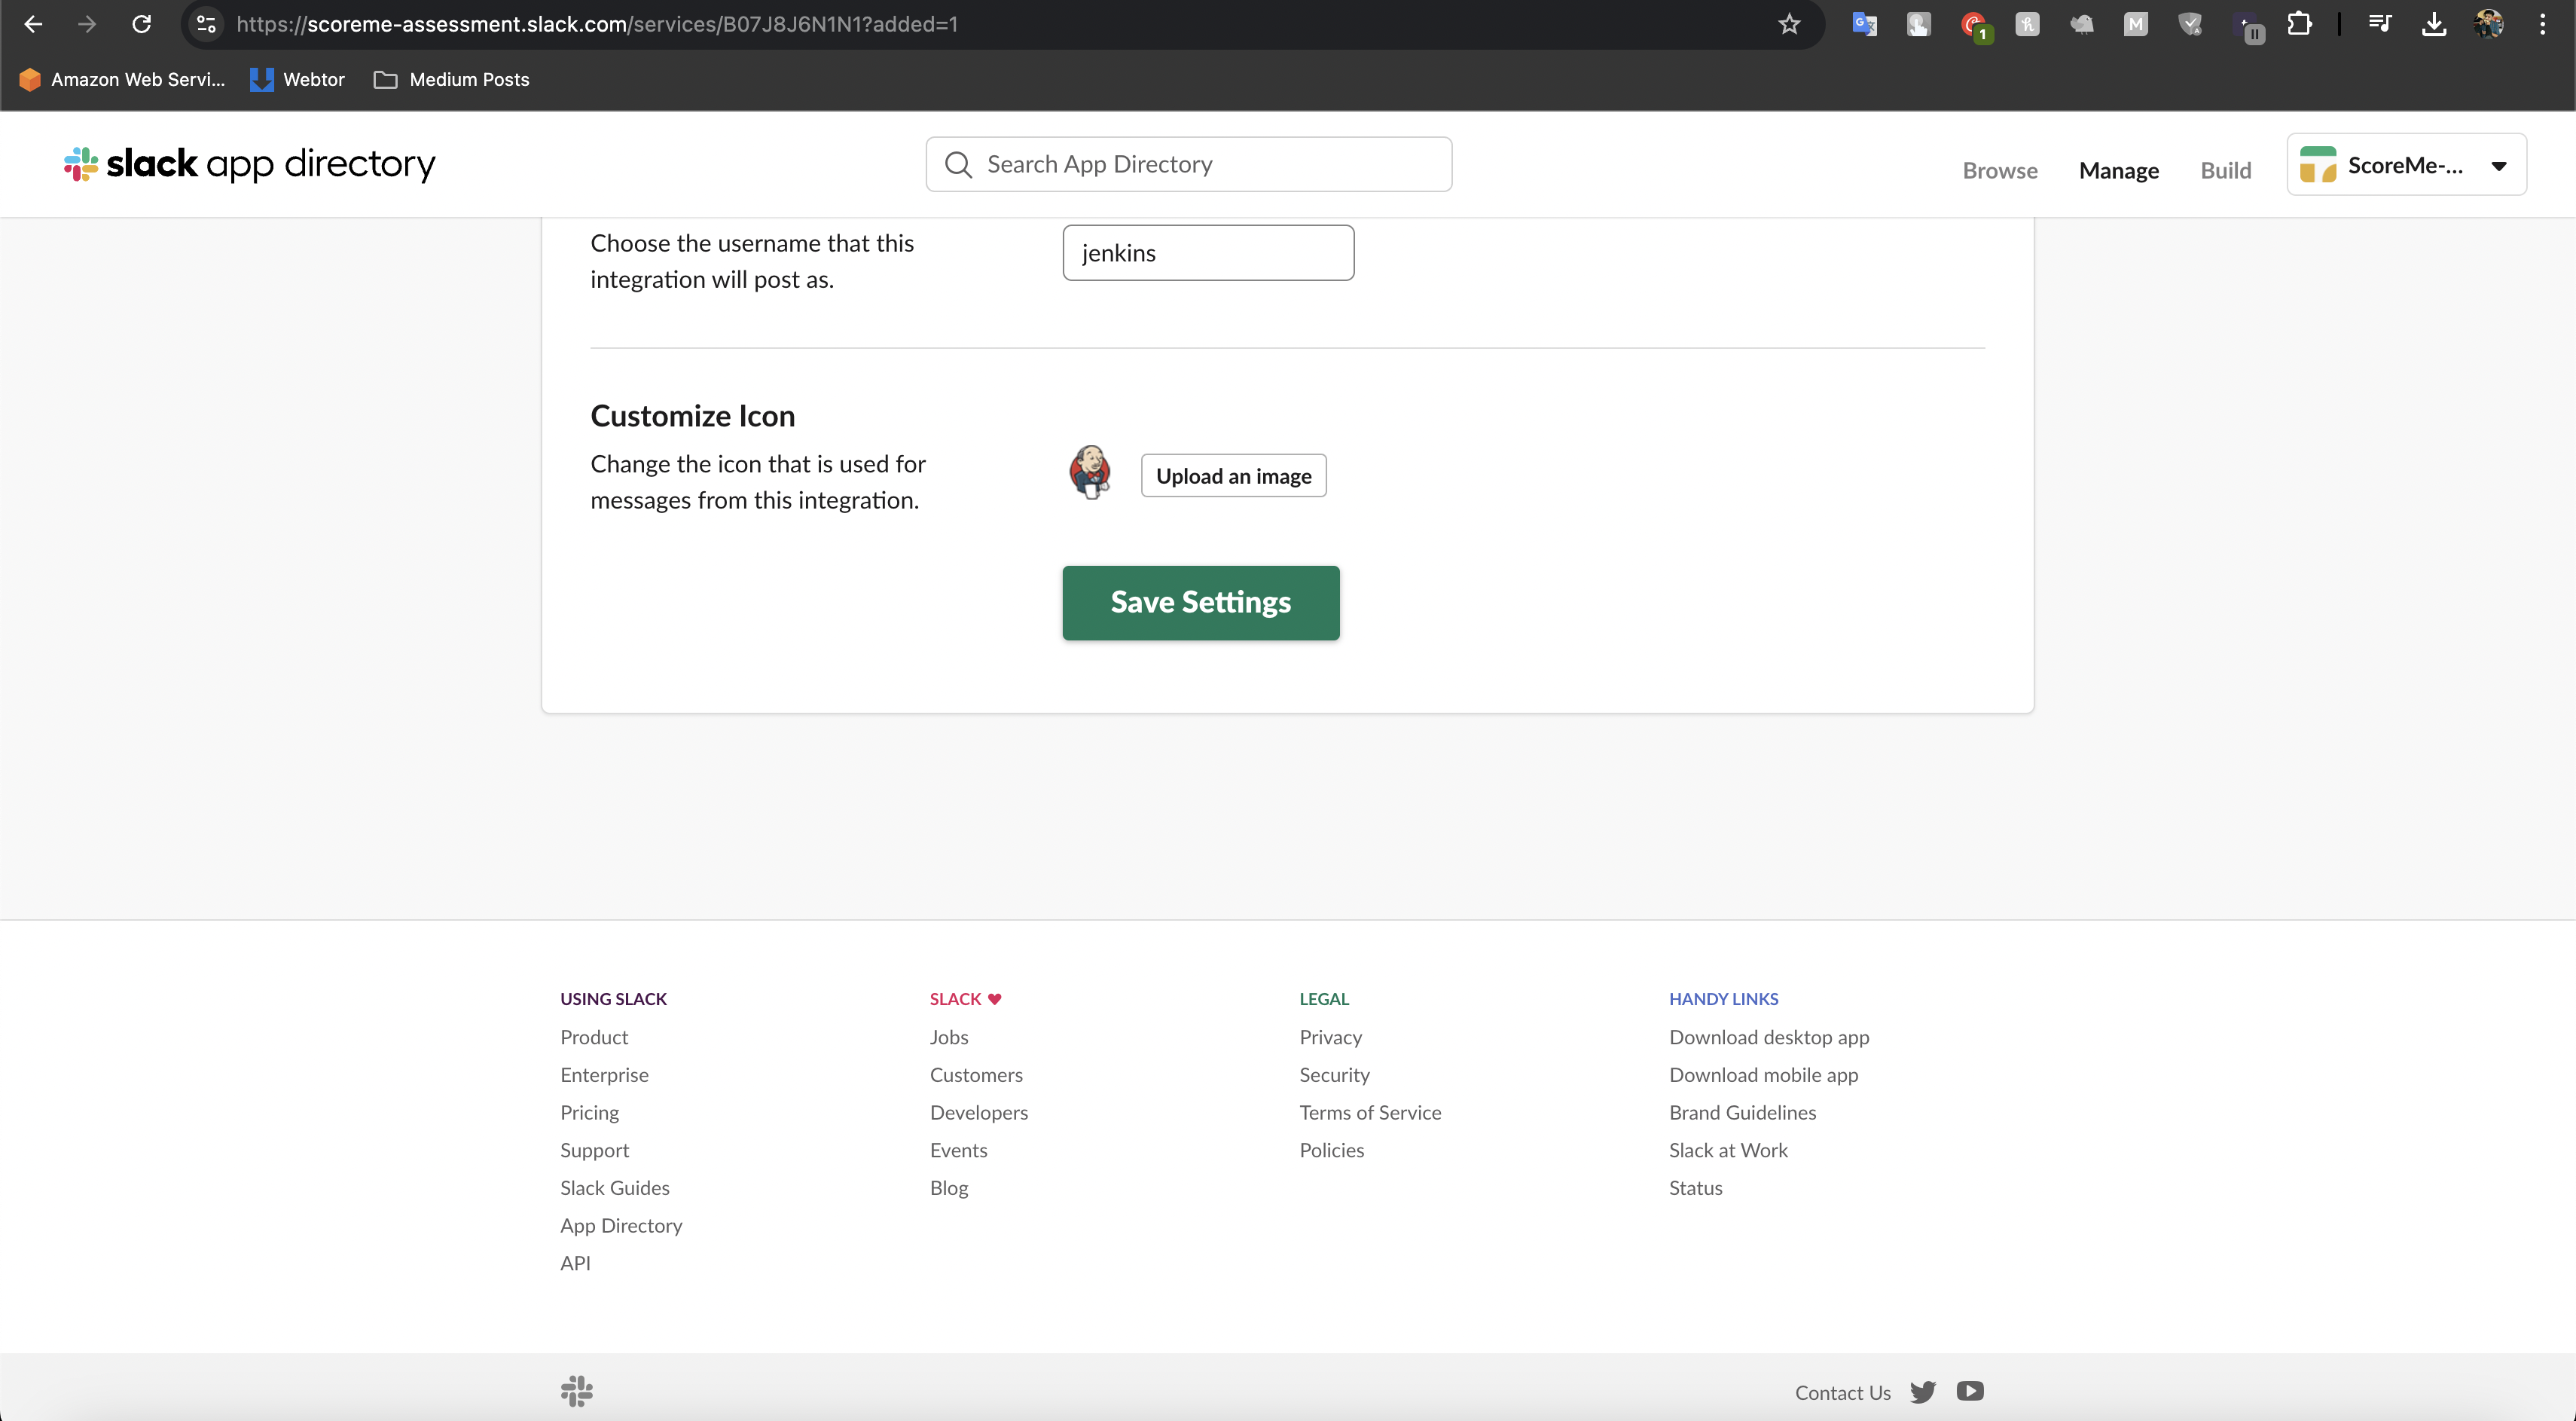 https://scoreme-assessment.slack.com/services/B07J8J6N1N1?added=1
1
M
Amazon Web Servi...
Webtor
Medium Posts
slack app directory
Search App Directory
Browse
Manage
Build
ScoreMe-...
Choose the username that this
integration will post as.
jenkins
Customize Icon
Change the icon that is used for
messages from this integration.
Upload an image
Save Settings
USING SLACK
Product
Enterprise
Pricing
Support
Slack Guides
App Directory
API
SLACK
Jobs
Customers
Developers
Events
Blog
LEGAL
Privacy
Security
Terms of Service
Policies
HANDY LINKS
Download desktop app
Download mobile app
Brand Guidelines
Slack at Work
Status
Contact Us